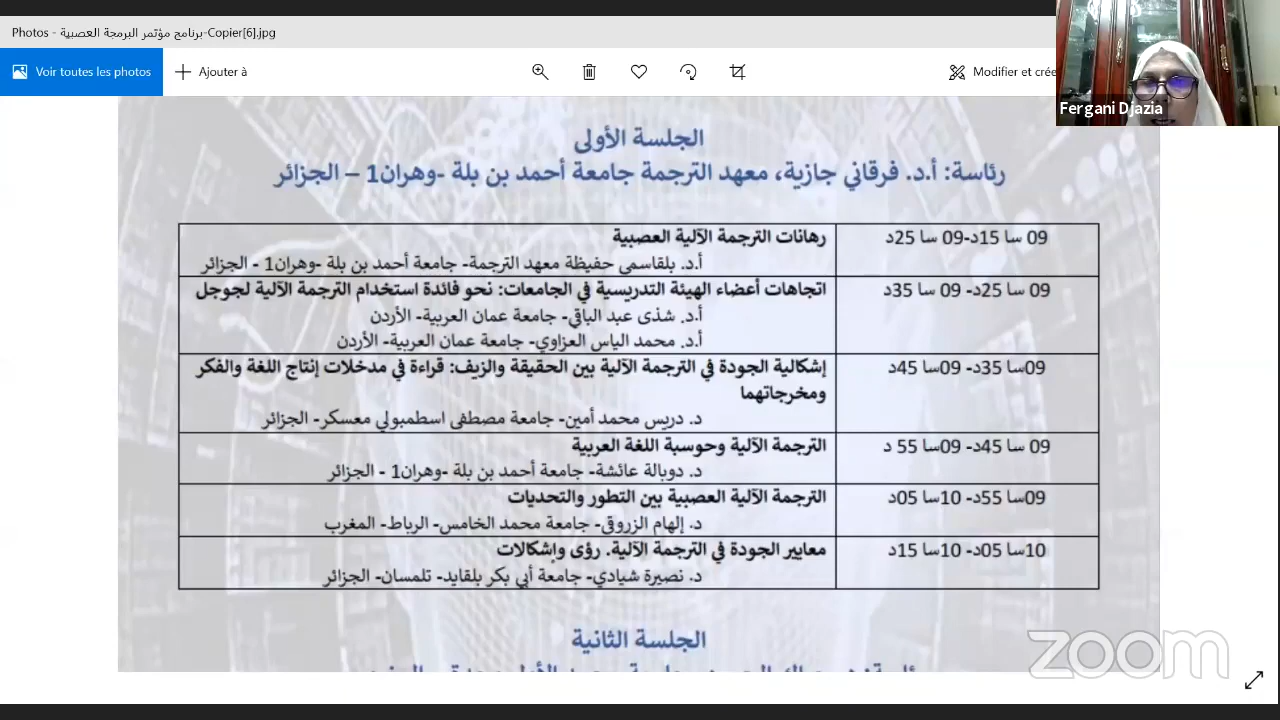 Photos - برنامج مؤتمر البرمجة العصبية-Copier[6].jpg
Voir toutes les photos
Ajouter à
Modifier et crée
Fergani Djazia
الجلسة الأولى
رئاسة: أ.د. فرقاني جازية، معهد الترجمة جامعة أحمد بن بلة -وهران1 – الجزائر
09 سا 15د-09 سا 25د
رهانات الترجمة الآلية العصبية
أ.د. بلقاسمي حفيظة معهد الترجمة- جامعة أحمد بن بلة -وهران1 - الجزائر
09 سا 25د- 09 سا 35د
اتجاهات أعضاء الهيئة التدريسية في الجامعات: نحو فائدة استخدام الترجمة الآلية لجوجل
أ.د. شذى عبد الباقي- جامعة عمان العربية- الأردن
أ.د. محمد الياس العزاوي- جامعة عمان العربية- الأردن
09سا 35د- 09سا 45د
إشكالية الجودة في الترجمة الآلية بين الحقيقة والزيف: قراءة في مدخلات إنتاج اللغة والفكر
ومخرجاتهما
د. دريس محمد أمين- جامعة مصطفى اسطمبولي معسكر- الجزائر
09 سا 45د- 09سا 55 د
الترجمة الآلية وحوسبة اللغة العربية
د. دوبالة عائشة- جامعة أحمد بن بلة -وهران1 - الجزائر
09سا 55د- 10سا 05د
الترجمة الآلية العصبية بين التطور والتحديات
د. إلهام الزروقي- جامعة محمد الخامس- الرباط- المغرب
10سا 05د- 10سا 15د
معايير الجودة في الترجمة الآلية. رؤى وإشكالات
د. نصيرة شيادي- جامعة أبي بكر بلقايد- تلمسان- الجزائر
الجلسة الثانية
zoom